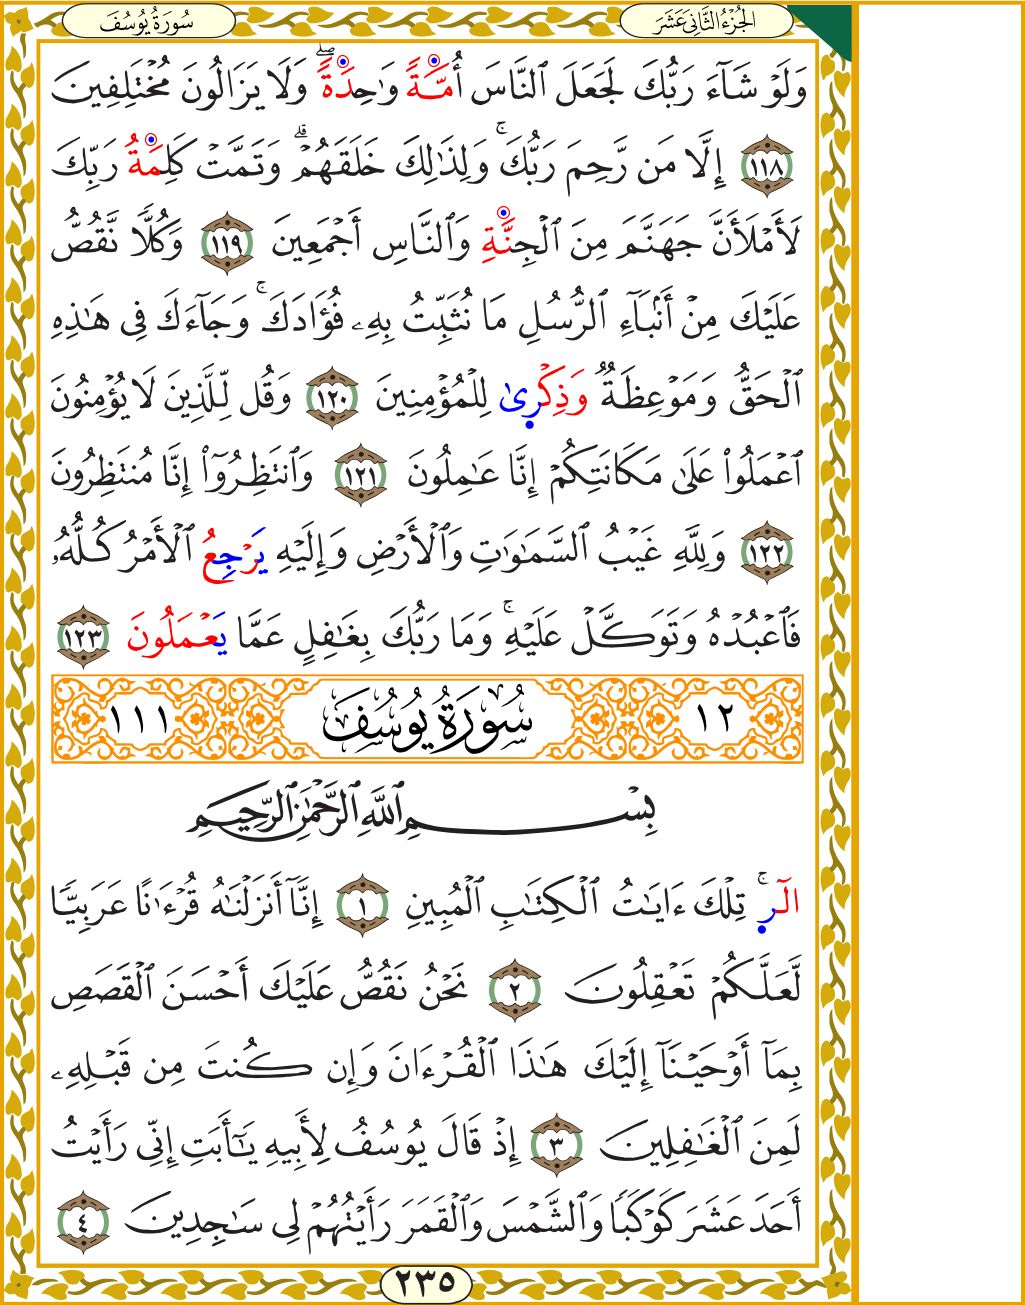 سُورَةُ يُوسُفَ
الجُزْءُ الثَّانِيَ عَشَرَ
وَلَوْ شَآءَ رَبُّكَ لَجَعَلَ ٱلنَّاسَ أُمَّةً وَٰحِدَةً ۖ وَلَا يَزَالُونَ مُخْتَلِفِينَ
١١٨ إِلَّا مَن رَّحِمَ رَبُّكَ ۚ وَلِذَٰلِكَ خَلَقَهُمْ ۗ وَتَمَّتْ كَلِمَةُ رَبِّكَ
لَأَمْلَأَنَّ جَهَنَّمَ مِنَ ٱلْجِنَّةِ وَٱلنَّاسِ أَجْمَعِينَ ١١٩ وَكُلًّا نَّقُصُّ
عَلَيْكَ مِنْ أَنۢبَآءِ ٱلرُّسُلِ مَا نُثَبِّتُ بِهِۦ فُؤَادَكَ ۚ وَجَآءَكَ فِى هَٰذِهِ
ٱلْحَقُّ وَمَوْعِظَةٌ وَذِكْرِىٰ لِلْمُؤْمِنِينَ ١٢٠ وَقُل لِّلَّذِينَ لَا يُؤْمِنُونَ
ٱعْمَلُوا۟ عَلَىٰ مَكَانَتِكُمْ إِنَّا عَٰمِلُونَ ١٢١ وَٱنتَظِرُوٓا۟ إِنَّا مُنتَظِرُونَ
١٢٢ وَلِلَّهِ غَيْبُ ٱلسَّمَٰوَٰتِ وَٱلْأَرْضِ وَإِلَيْهِ يَرْجِعُ ٱلْأَمْرُ كُلُّهُۥ
فَٱعْبُدْهُ وَتَوَكَّلْ عَلَيْهِ ۚ وَمَا رَبُّكَ بِغَٰفِلٍ عَمَّا يَعْمَلُونَ ١٢٣
١٢ سُورَةُ يُوسُفَ ١١١
بِسْمِ ٱللَّهِ ٱلرَّحْمَٰنِ ٱلرَّحِيمِ
الٓر ۚ تِلْكَ ءَايَٰتُ ٱلْكِتَٰبِ ٱلْمُبِينِ ١ إِنَّآ أَنزَلْنَٰهُ قُرْءَٰنًا عَرَبِيًّا
لَّعَلَّكُمْ تَعْقِلُونَ ٢ نَحْنُ نَقُصُّ عَلَيْكَ أَحْسَنَ ٱلْقَصَصِ
بِمَآ أَوْحَيْنَآ إِلَيْكَ هَٰذَا ٱلْقُرْءَانَ وَإِن كُنتَ مِن قَبْلِهِۦ
لَمِنَ ٱلْغَٰفِلِينَ ٣ إِذْ قَالَ يُوسُفُ لِأَبِيهِ يَٰٓأَبَتِ إِنِّى رَأَيْتُ
أَحَدَ عَشَرَ كَوْكَبًا وَٱلشَّمْسَ وَٱلْقَمَرَ رَأَيْتُهُمْ لِى سَٰجِدِينَ ٤
٢٣٥